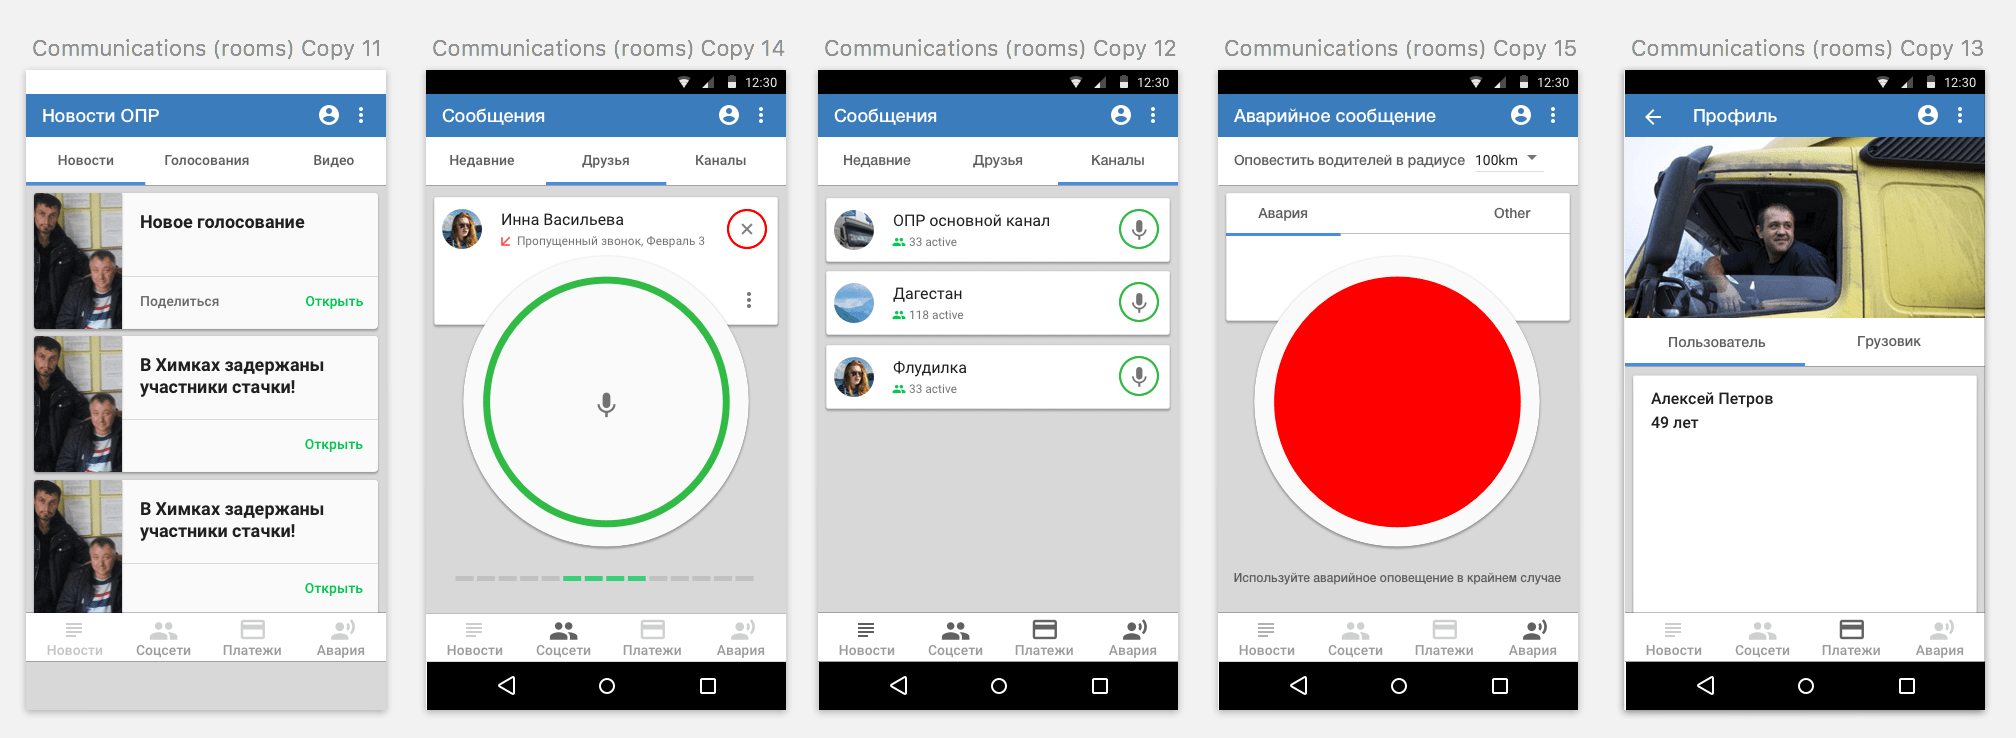 Communications (rooms) Copy 11
Новости ОПР
Новости Голосования Видео
Новое голосование
Поделиться Открыть
В Химках задержаны
участники стачки!
Открыть
В Химках задержаны
участники стачки!
Открыть
Новости Соцсети Платежи Авария
Communications (rooms) Copy 14
12:30
Сообщения
Недавние Друзья Каналы
Инна Васильева
Пропущенный звонок, Февраль 3
Новости Соцсети Платежи Авария
Communications (rooms) Copy 12
12:30
Сообщения
Недавние Друзья Каналы
ОПР основной канал
33 active
Дагестан
118 active
Флудилка
33 active
Новости Соцсети Платежи Авария
Communications (rooms) Copy 15
12:30
Аварийное сообщение
Оповестить водителей в радиусе 100km
Авария Other
Используйте аварийное оповещение в крайнем случае
Новости Соцсети Платежи Авария
Communications (rooms) Copy 13
12:30
Профиль
Пользователь Грузовик
Алексей Петров
49 лет
Новости Соцсети Платежи Авария